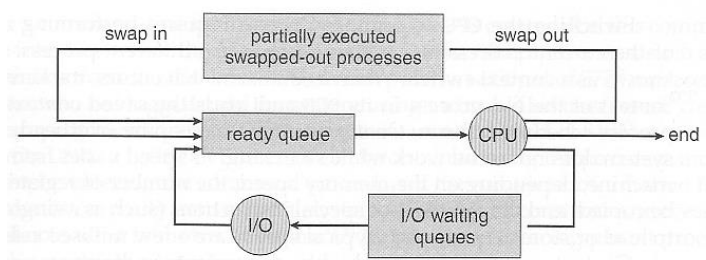 swap in
partially executed
swapped-out processes
swap out
ready queue
CPU
end
I/O
I/O waiting
queues